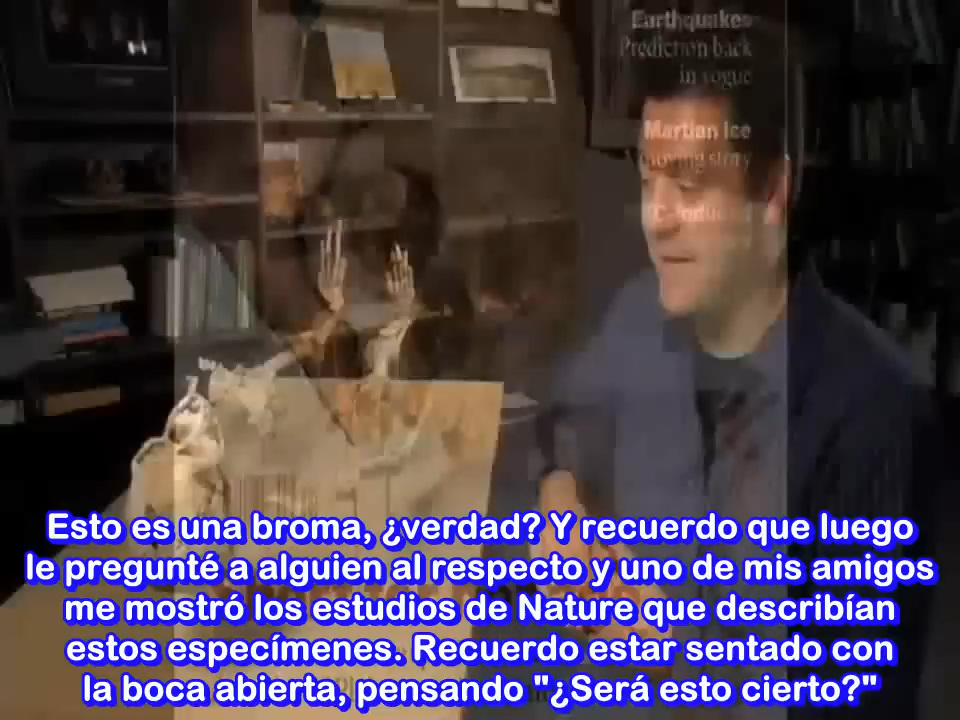 Earthquakes
Prediction back
in vogue
Martian ice
story
Esto es una broma, ¿verdad? Y recuerdo que luego
le pregunté a alguien al respecto y uno de mis amigos
me mostró los estudios de Nature que describían
estos especímenes. Recuerdo estar sentado con
la boca abierta, pensando "¿Será esto cierto?"